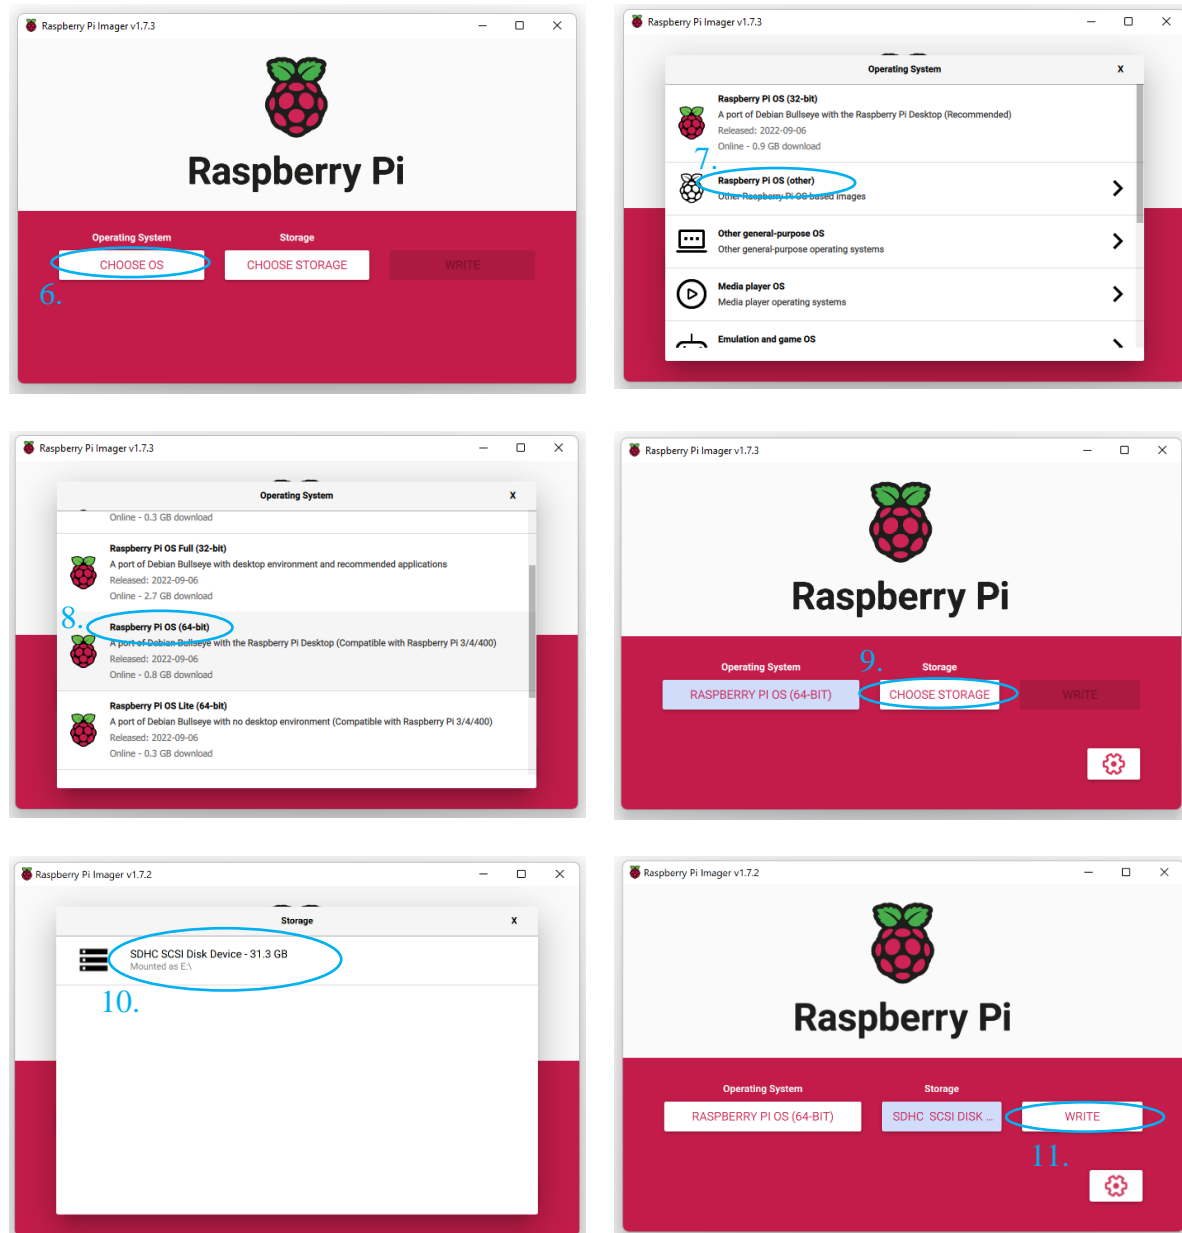 Raspberry Pi Imager v1.7.3
Raspberry Pi
Operating System
Storage
CHOOSE OS
CHOOSE STORAGE
WRITE
6.
Raspberry Pi Imager v1.7.3
Operating System
X
Raspberry Pi OS (32-bit)
A port of Debian Bullseye with the Raspberry Pi Desktop (Recommended)
Released: 2022-09-06
Online - 0.9 GB download
7.
Raspberry Pi OS (other)
Other Raspberry Pi OS based images
Other general-purpose OS
Other general-purpose operating systems
Media player OS
Media player operating systems
Emulation and game OS
Raspberry Pi Imager v1.7.3
Operating System
X
Online - 0.3 GB download
Raspberry Pi OS Full (32-bit)
A port of Debian Bullseye with desktop environment and recommended applications
Released: 2022-09-06
Online - 2.7 GB download
8.
Raspberry Pi OS (64-bit)
A port of Debian Bullseye with the Raspberry Pi Desktop (Compatible with Raspberry Pi 3/4/400)
Released: 2022-09-06
Online - 0.8 GB download
Raspberry Pi OS Lite (64-bit)
A port of Debian Bullseye with no desktop environment (Compatible with Raspberry Pi 3/4/400)
Released: 2022-09-06
Online - 0.3 GB download
Raspberry Pi Imager v1.7.3
Raspberry Pi
9.
Operating System
Storage
RASPBERRY PI OS (64-BIT)
CHOOSE STORAGE
WRITE
Raspberry Pi Imager v1.7.2
Storage
X
SDHC SCSI Disk Device - 31.3 GB
Mounted as E:\
10.
Raspberry Pi Imager v1.7.2
Raspberry Pi
Operating System
Storage
RASPBERRY PI OS (64-BIT)
SDHC SCSI DISK ...
WRITE
11.